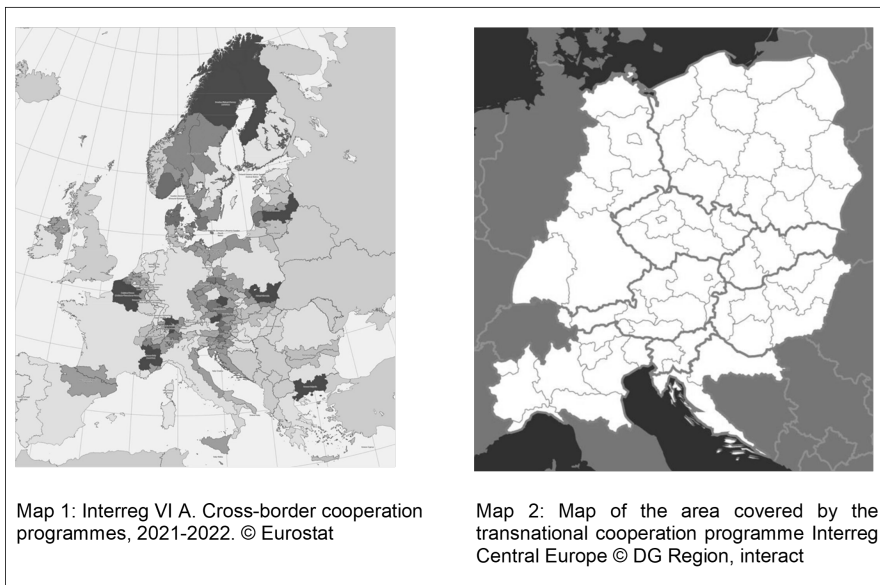 Map 1: Interreg VI A. Cross-border cooperation
programmes, 2021-2022. © Eurostat
Map 2: Map of the area covered by the
transnational cooperation programme Interreg
Central Europe © DG Region, interact